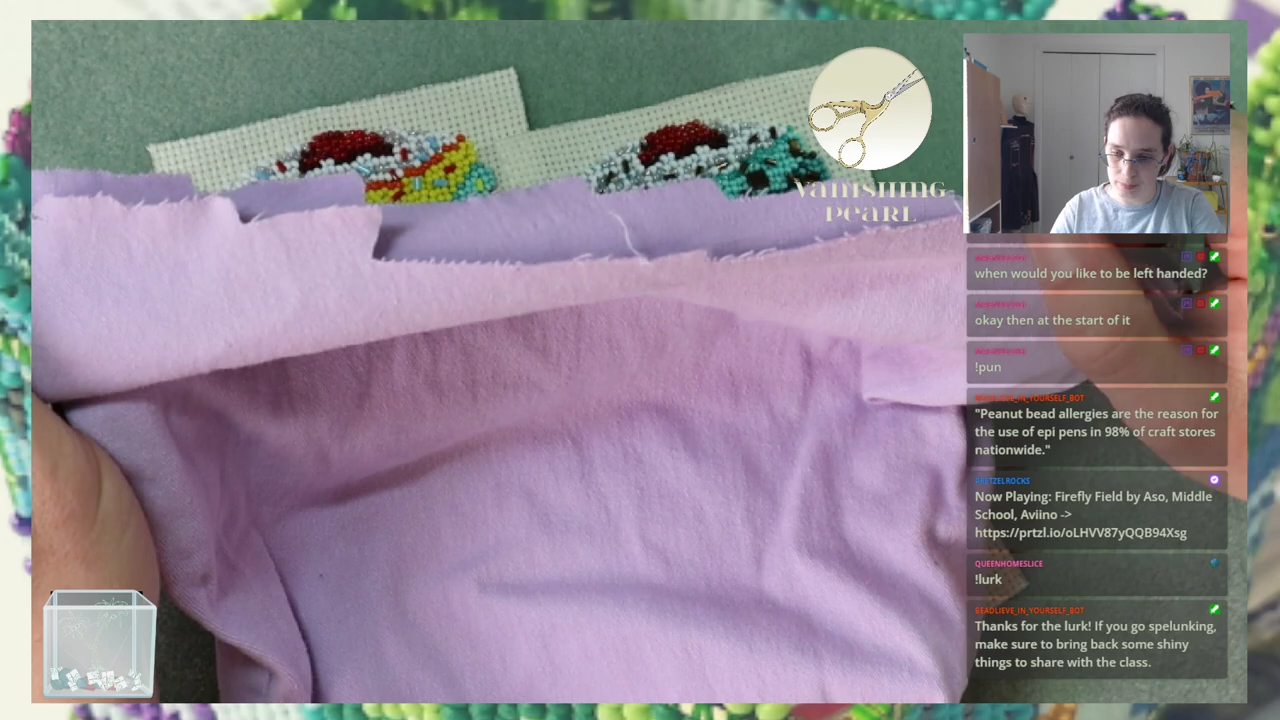 VANISHING
PEARL
when would you like to be left handed?
okay then at the start of it
!pun
BEADLIEVE_IN_YOURSELF_BOT
"Peanut bead allergies are the reason for
the use of epi pens in 98% of craft stores
nationwide."
PRETZELROCKS
Now Playing: Firefly Field by Aso, Middle
School, Aviino ->
https://prtzl.io/oLHVV87yQQB94Xsg
QUEENHOMESLICE
!lurk
BEADLIEVE_IN_YOURSELF_BOT
Thanks for the lurk! If you go spelunking,
make sure to bring back some shiny
things to share with the class.